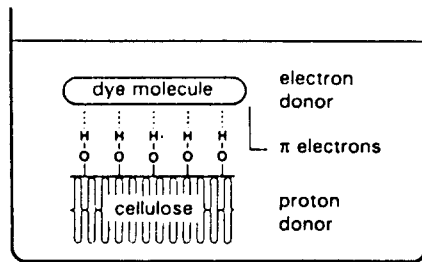 dye molecule
electron
donor
H H H. H H
π electrons
O O O O O
cellulose
proton
donor